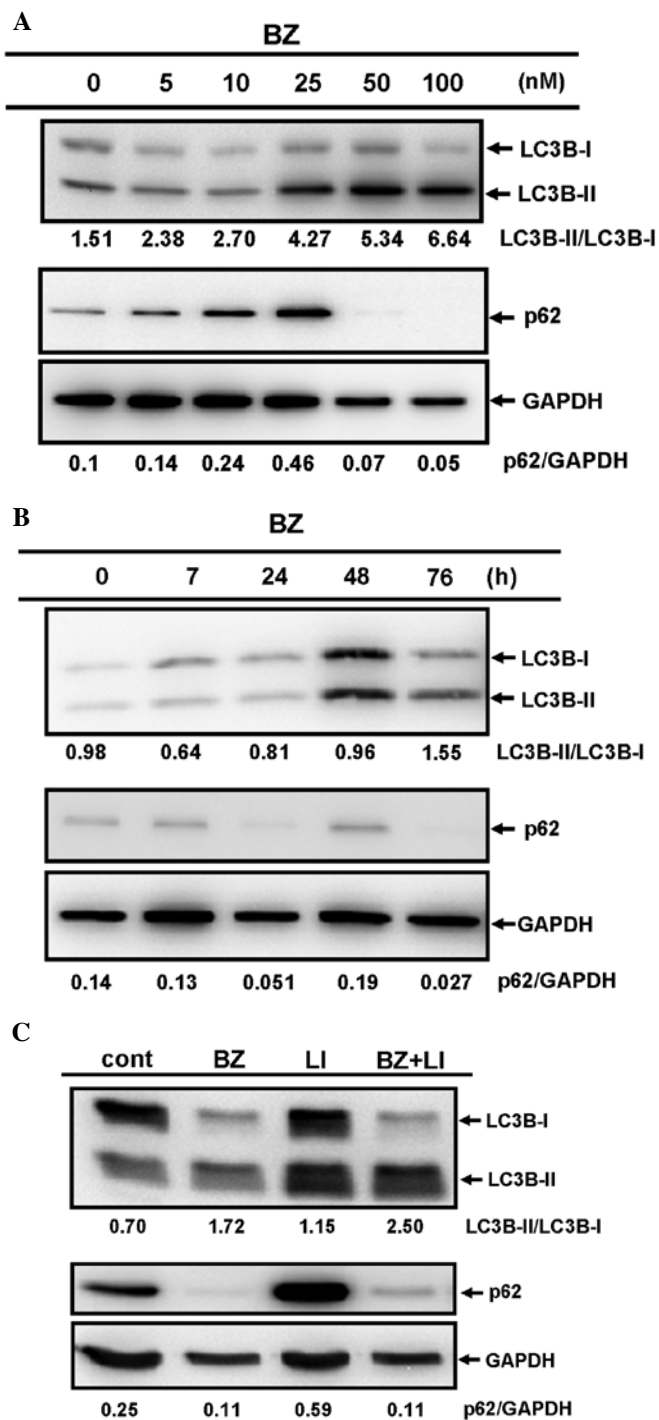 A
BZ
0 5 10 25 50 100 (nM)
LC3B-I
LC3B-II
1.51 2.38 2.70 4.27 5.34 6.64 LC3B-II/LC3B-I
p62
GAPDH
0.1 0.14 0.24 0.46 0.07 0.05 p62/GAPDH
B
BZ
0 7 24 48 76 (h)
LC3B-I
LC3B-II
0.98 0.64 0.81 0.96 1.55 LC3B-II/LC3B-I
p62
GAPDH
0.14 0.13 0.051 0.19 0.027 p62/GAPDH
C
cont BZ LI BZ+LI
LC3B-I
LC3B-II
0.70 1.72 1.15 2.50 LC3B-II/LC3B-I
p62
GAPDH
0.25 0.11 0.59 0.11 p62/GAPDH